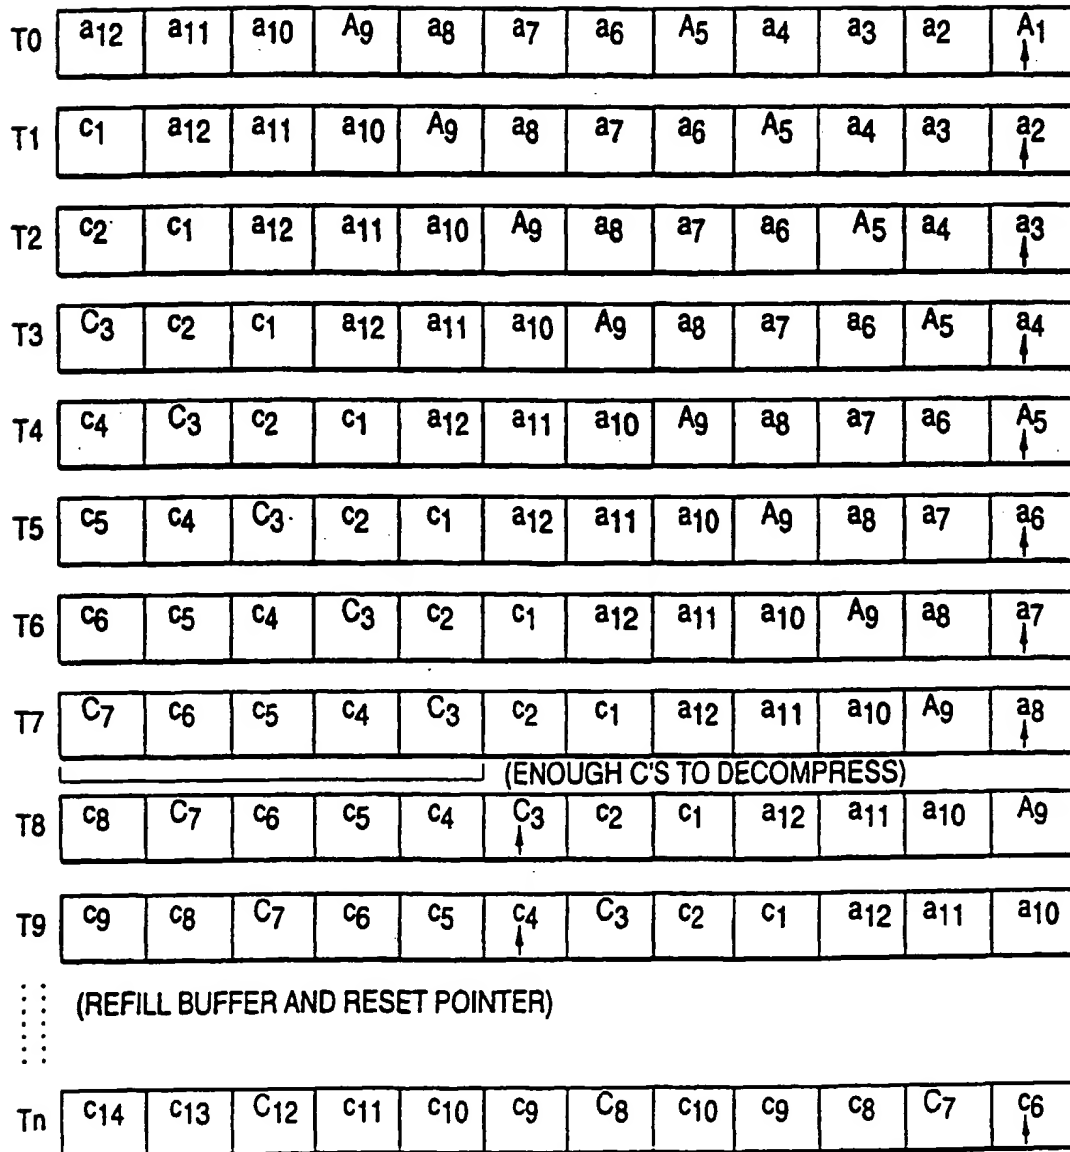 T0 a12 a11 a10 A9 a8 a7 a6 A5 a4 a3 a2 A1
T1 c1 a12 a11 a10 A9 a8 a7 a6 A5 a4 a3 a2
T2 c2 c1 a12 a11 a10 A9 a8 a7 a6 A5 a4 a3
T3 C3 c2 c1 a12 a11 a10 A9 a8 a7 a6 A5 a4
T4 c4 C3 c2 c1 a12 a11 a10 A9 a8 a7 a6 A5
T5 c5 c4 C3 c2 c1 a12 a11 a10 A9 a8 a7 a6
T6 c6 c5 c4 C3 c2 c1 a12 a11 a10 A9 a8 a7
T7 C7 c6 c5 c4 C3 c2 c1 a12 a11 a10 A9 a8
(ENOUGH C'S TO DECOMPRESS)
T8 c8 C7 c6 c5 c4 C3 c2 c1 a12 a11 a10 A9
T9 c9 c8 C7 c6 c5 c4 C3 c2 c1 a12 a11 a10
(REFILL BUFFER AND RESET POINTER)
Tn c14 c13 C12 c11 c10 c9 C8 c10 c9 c8 C7 c6